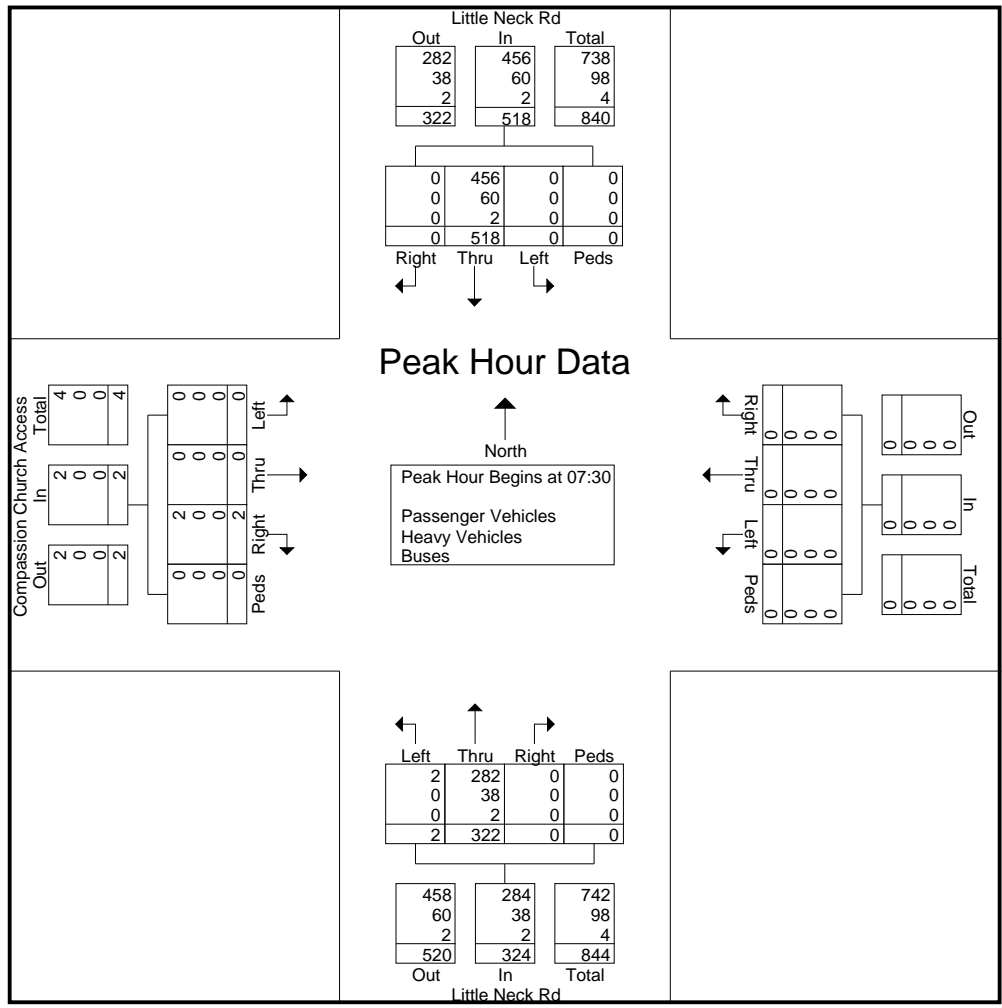 Little Neck Rd
Out In Total
282 456 738
38 60 98
2 2 4
322 518 840
0 456 0 0
0 60 0 0
0 2 0 0
0 518 0 0
Right Thru Left Peds
Peak Hour Data
North
Peak Hour Begins at 07:30
Passenger Vehicles
Heavy Vehicles
Buses
Compassion Church Access
Total
4 0 0 4
In
2 0 0 2
Out
2 0 0 2
Left
0 0 0 0
Thru
0 0 0 0
Right
2 0 0 2
Peds
0 0 0 0
Right
0 0 0 0
Thru
0 0 0 0
Left
0 0 0 0
Peds
0 0 0 0
Out
0 0 0 0
In
0 0 0 0
Total
0 0 0 0
Left Thru Right Peds
2 282 0 0
0 38 0 0
0 2 0 0
2 322 0 0
458 284 742
60 38 98
2 2 4
520 324 844
Out In Total
Little Neck Rd